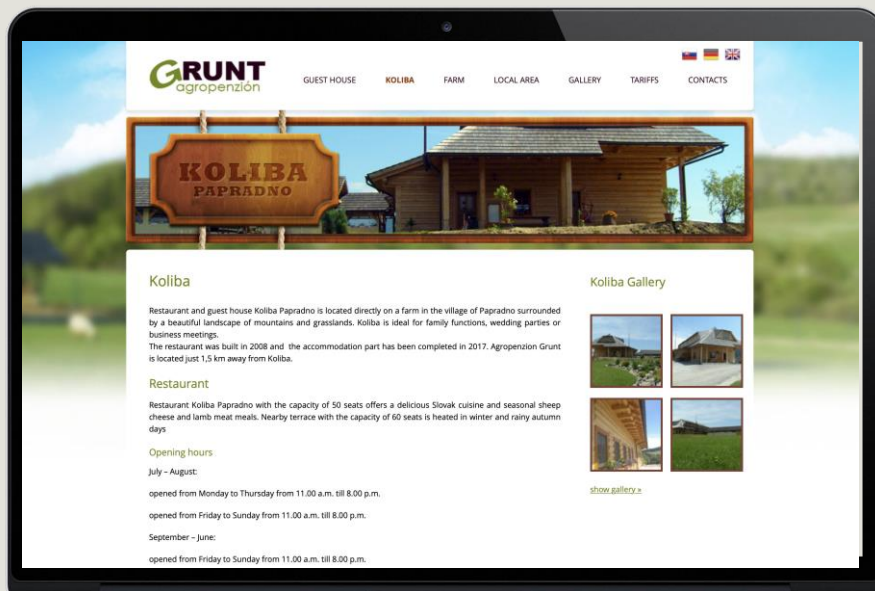 GRUNT
agropenzión
GUEST HOUSE
KOLIBA
FARM
LOCAL AREA
GALLERY
TARIFFS
CONTACTS
KOLIBA
PAPRADNO
Koliba
Restaurant and guest house Koliba Papradno is located directly on a farm in the village of Papradno surrounded
by a beautiful landscape of mountains and grasslands. Koliba is ideal for family functions, wedding parties or
business meetings.
The restaurant was built in 2008 and the accommodation part has been completed in 2017. Agropenzion Grunt
is located just 1,5 km away from Koliba.
Restaurant
Restaurant Koliba Papradno with the capacity of 50 seats offers a delicious Slovak cuisine and seasonal sheep
cheese and lamb meat meals. Nearby terrace with the capacity of 60 seats is heated in winter and rainy autumn
days
Opening hours
July – August:
opened from Monday to Thursday from 11.00 a.m. till 8.00 p.m.
opened from Friday to Sunday from 11.00 a.m. till 8.00 p.m.
September – June:
opened from Friday to Sunday from 11.00 a.m. till 8.00 p.m.
Koliba Gallery
show gallery »